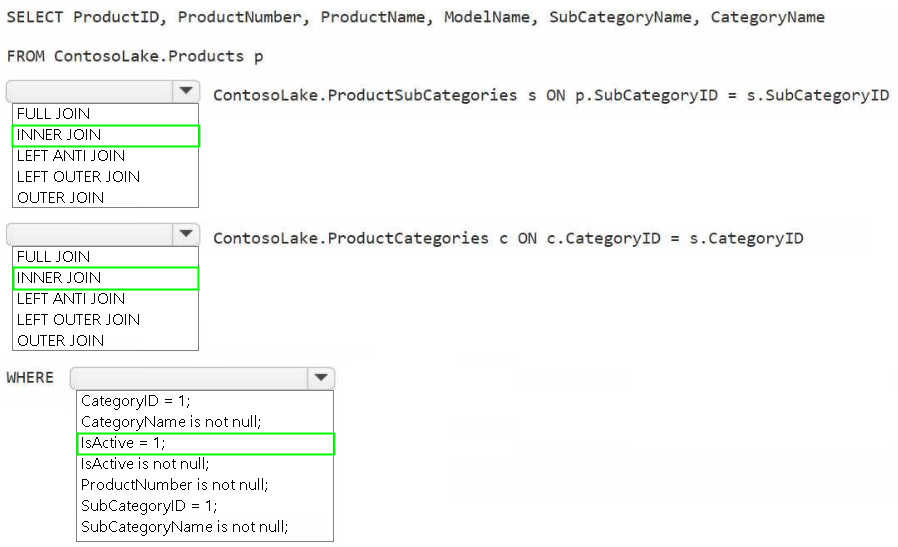 SELECT ProductID, ProductNumber, ProductName, ModelName, SubCategoryName, CategoryName
FROM ContosoLake.Products p
ContosoLake.ProductSubCategories s ON p.SubCategoryID = s.SubCategoryID
FULL JOIN
INNER JOIN
LEFT ANTI JOIN
LEFT OUTER JOIN
OUTER JOIN
ContosoLake.ProductCategories c ON c.CategoryID = s.CategoryID
FULL JOIN
INNER JOIN
LEFT ANTI JOIN
LEFT OUTER JOIN
OUTER JOIN
WHERE
CategoryID = 1;
CategoryName is not null;
IsActive = 1;
IsActive is not null;
ProductNumber is not null;
SubCategoryID = 1;
SubCategoryName is not null;